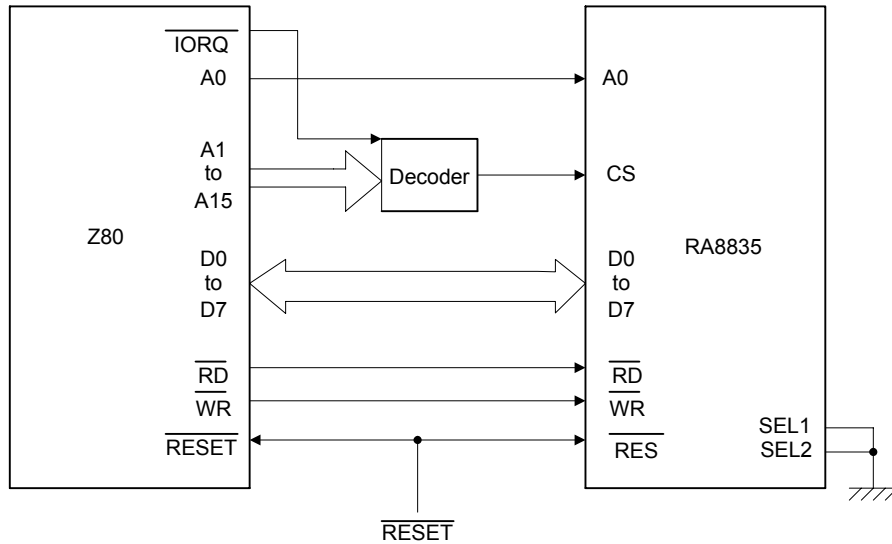 IORQ
A0
A1
to
A15
Z80
D0
to
D7
RD
WR
RESET
Decoder
RESET
A0
CS
RA8835
D0
to
D7
RD
WR
RES
SEL1
SEL2